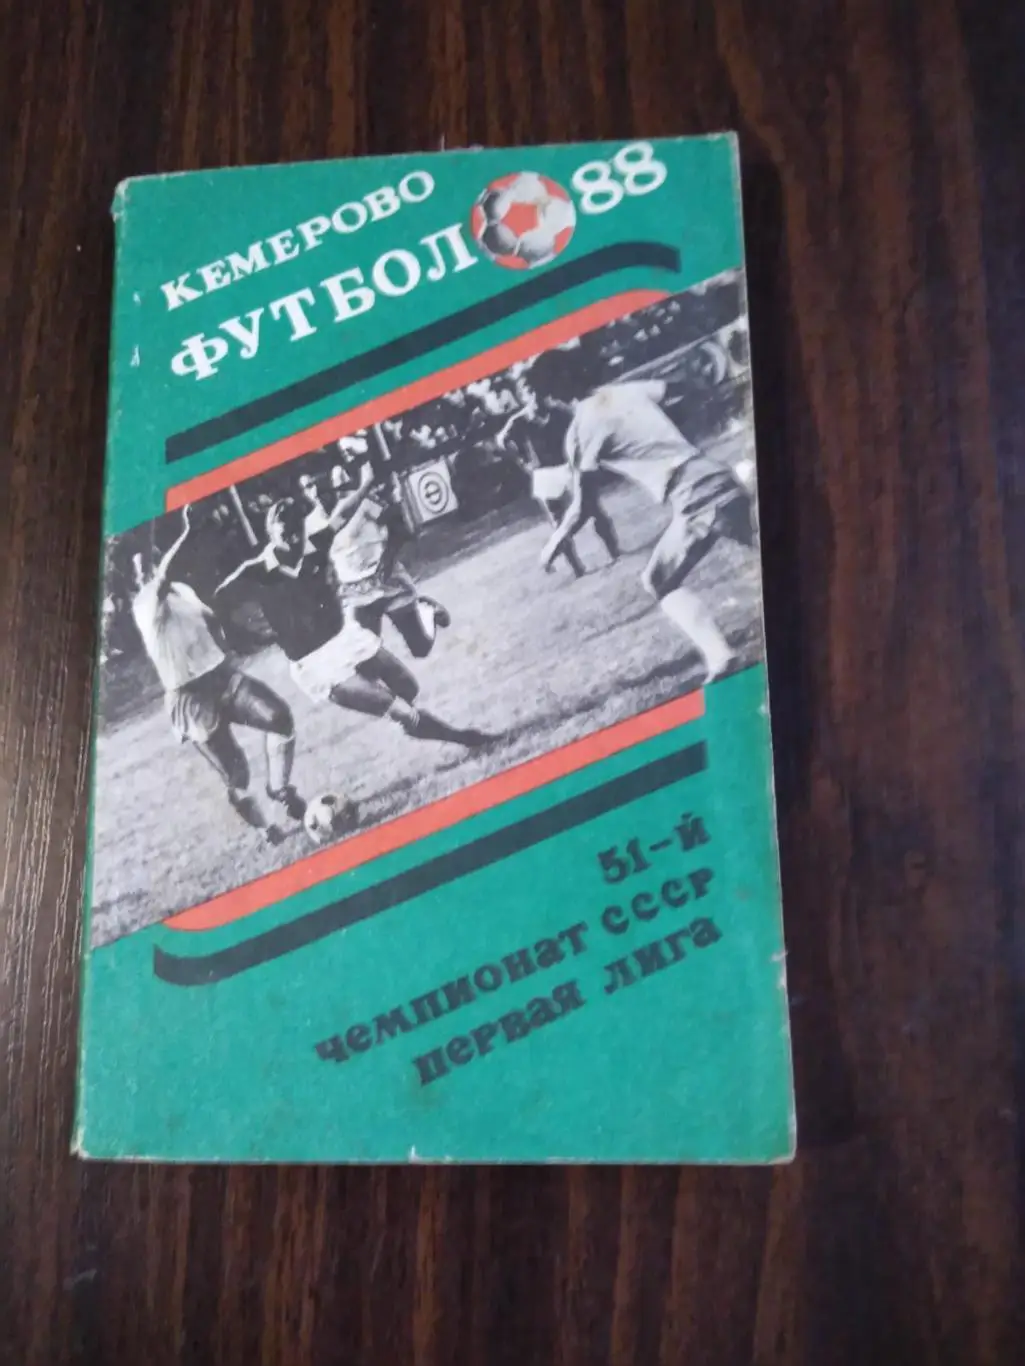 КЕМЕРОВО
ФУТБОЛ 88
51-й
чемпионат СССР
первая лига